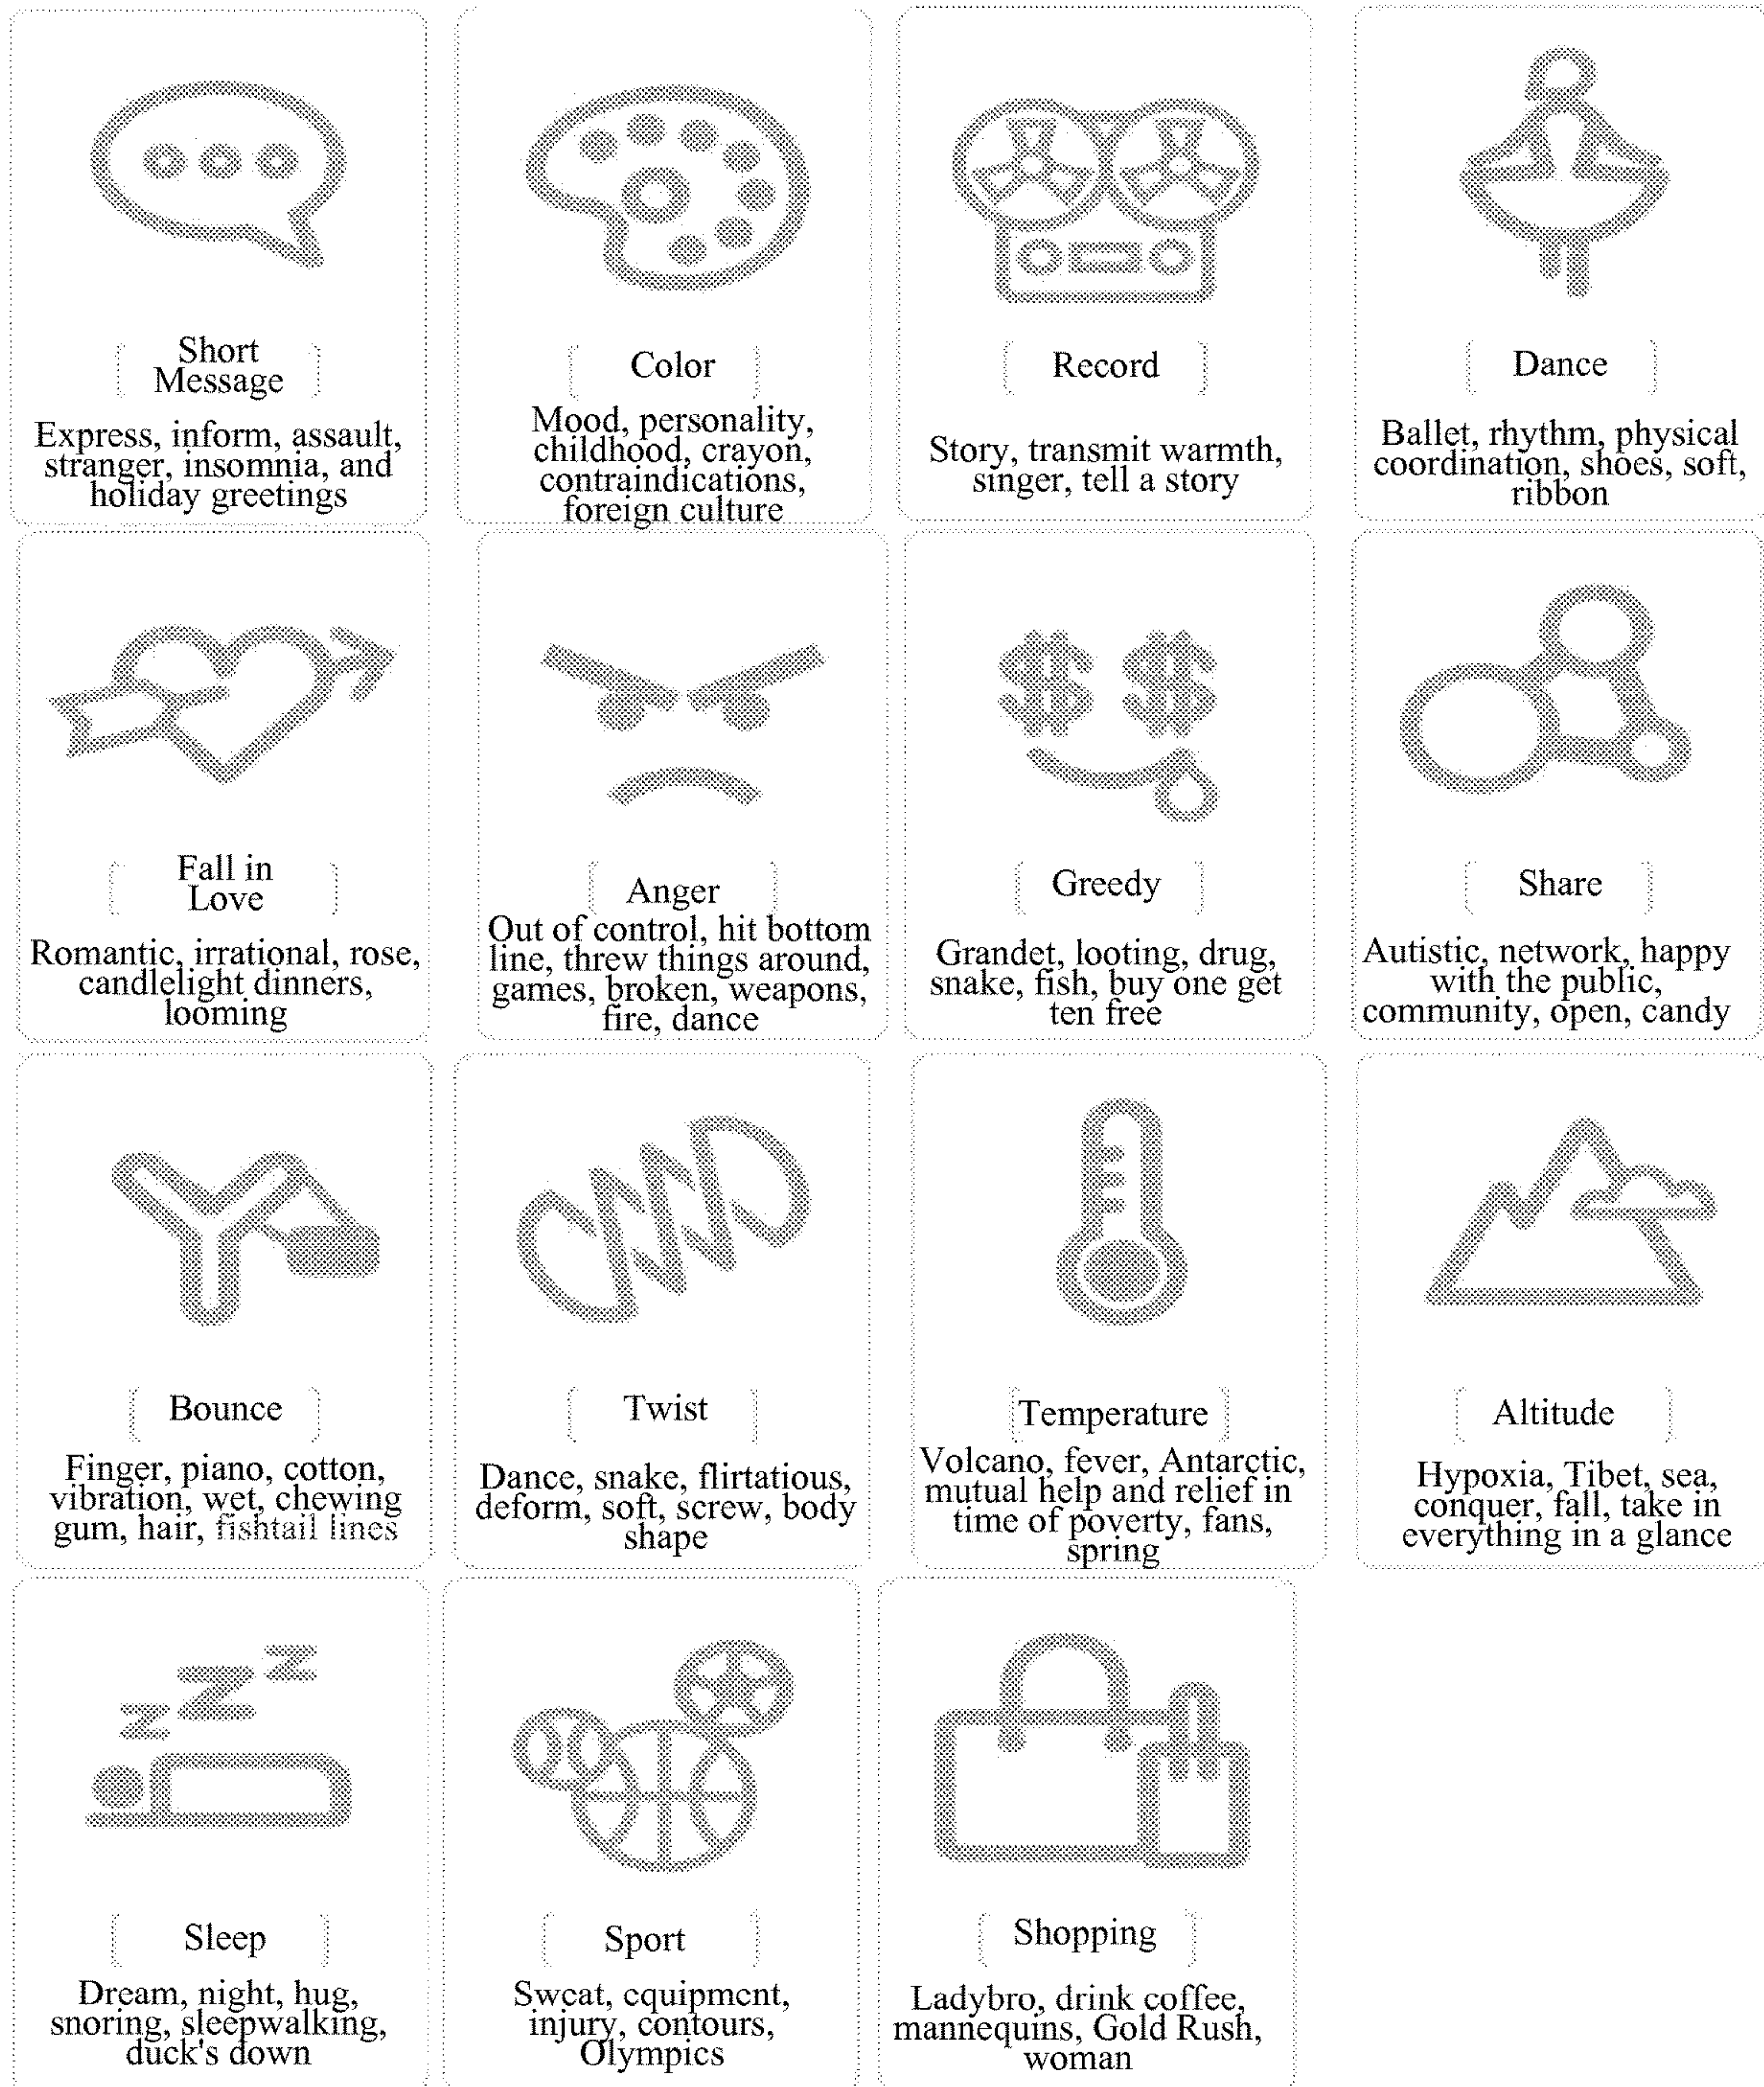 Short
Message
Express, inform, assault,
stranger, insomnia, and
holiday greetings
Color
Mood, personality,
childhood, crayon,
contraindications,
foreign culture
Record
Story, transmit warmth,
singer, tell a story
Dance
Ballet, rhythm, physical
coordination, shoes, soft,
ribbon
Fall in
Love
Romantic, irrational, rose,
candlelight dinners,
looming
Anger
Out of control, hit bottom
line, threw things around,
games, broken, weapons,
fire, dance
$ $
Greedy
Grandet, looting, drug,
snake, fish, buy one get
ten free
Share
Autistic, network, happy
with the public,
community, open, candy
Bounce
Finger, piano, cotton,
vibration, wet, chewing
gum, hair, fishtail lines
Twist
Dance, snake, flirtatious,
deform, soft, screw, body
shape
Temperature
Volcano, fever, Antarctic,
mutual help and relief in
time of poverty, fans,
spring
Altitude
Hypoxia, Tibet, sea,
conquer, fall, take in
everything in a glance
z Z z
Sleep
Dream, night, hug,
snoring, sleepwalking,
duck's down
Sport
Sweat, equipment,
injury, contours,
Olympics
Shopping
Ladybro, drink coffee,
mannequins, Gold Rush,
woman